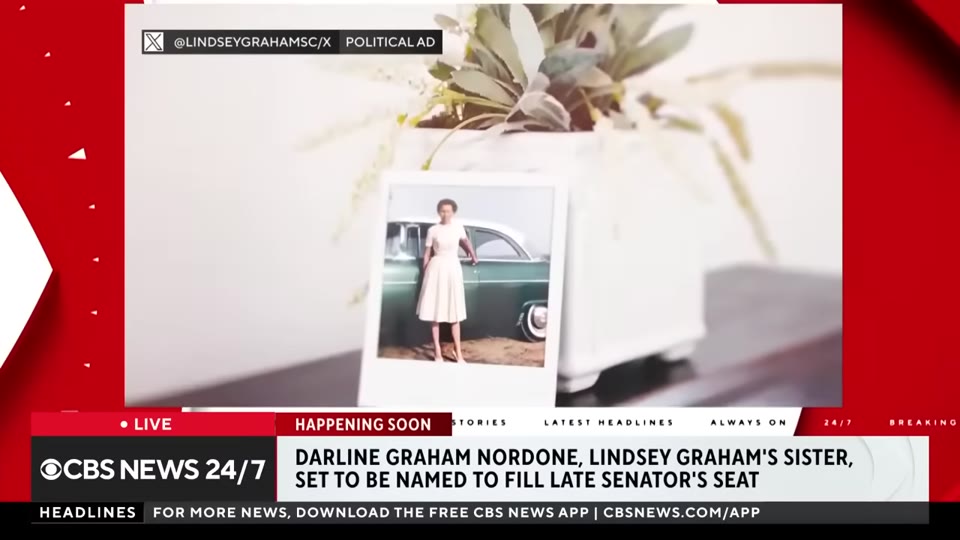 @LINDSEYGRAHAMSC/X POLITICAL AD
LIVE
HAPPENING SOON
STORIES LATEST HEADLINES ALWAYS ON 24/7 BREAKING
CBS NEWS 24/7
DARLINE GRAHAM NORDONE, LINDSEY GRAHAM'S SISTER,
SET TO BE NAMED TO FILL LATE SENATOR'S SEAT
HEADLINES FOR MORE NEWS, DOWNLOAD THE FREE CBS NEWS APP | CBSNEWS.COM/APP